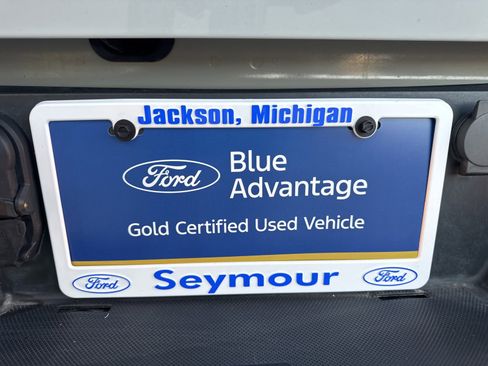 Jackson, Michigan
Ford
Blue
Advantage
Gold Certified Used Vehicle
Ford Seymour Ford